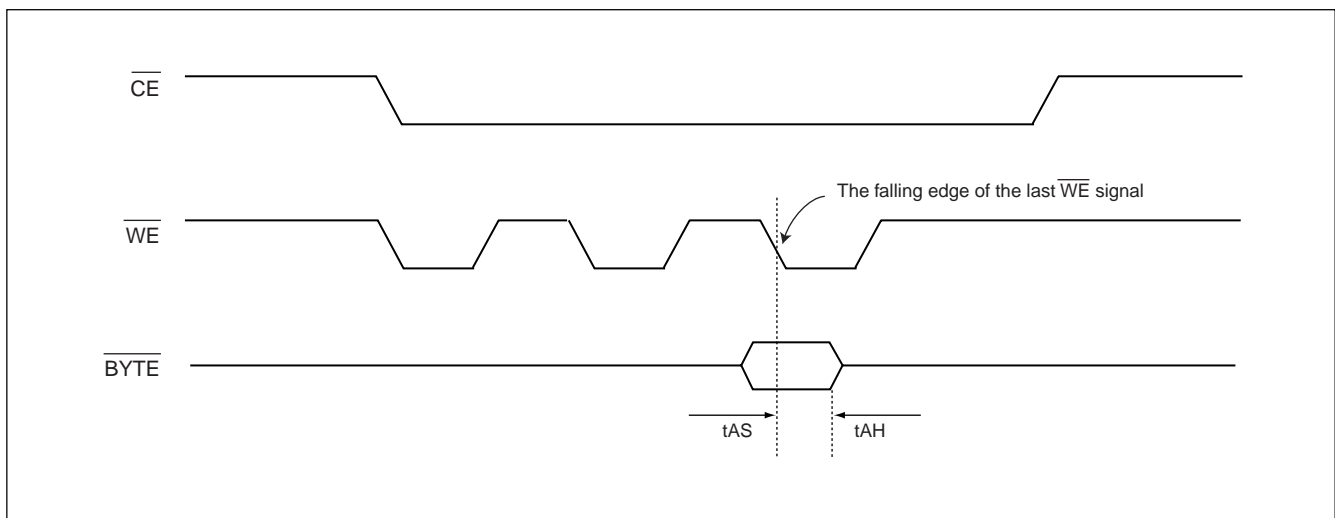 CE
The falling edge of the last WE signal
WE
BYTE
tAS
tAH